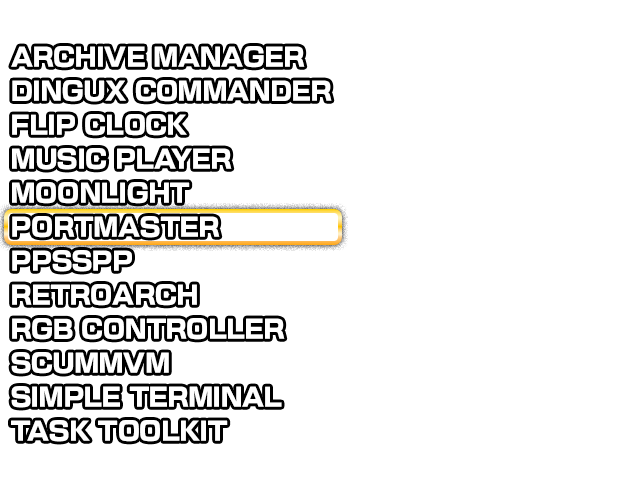 ARCHIVE MANAGER
DINGUX COMMANDER
FLIP CLOCK
MUSIC PLAYER
MOONLIGHT
PORTMASTER
PPSSPP
RETROARCH
RGB CONTROLLER
SCUMMVM
SIMPLE TERMINAL
TASK TOOLKIT